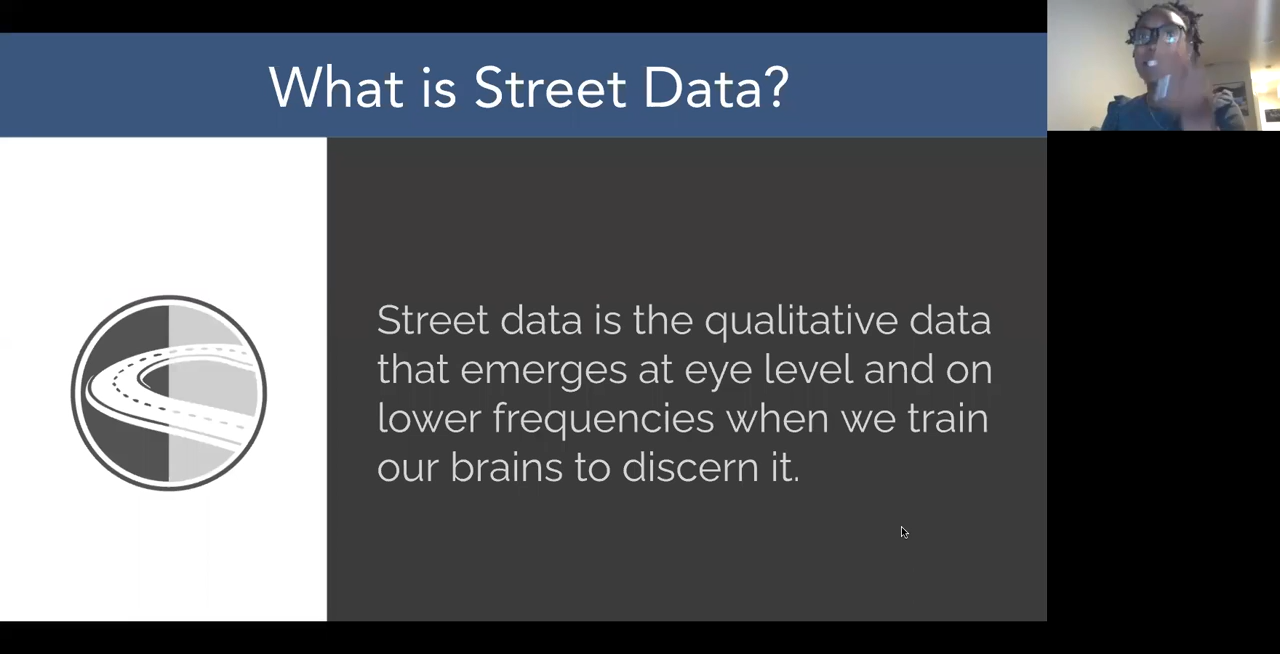 What is Street Data?
Street data is the qualitative data
that emerges at eye level and on
lower frequencies when we train
our brains to discern it.